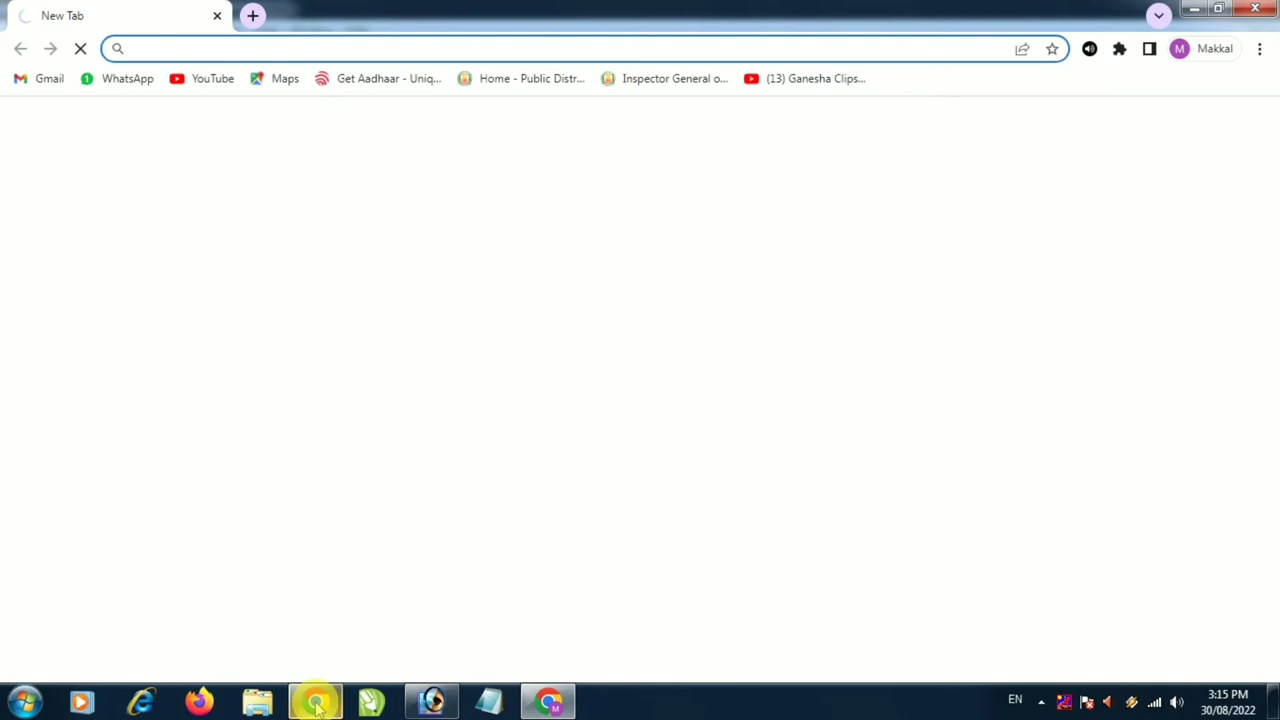 New Tab
M Makkal
Gmail WhatsApp YouTube Maps Get Aadhaar - Uniq... Home - Public Distr... Inspector General o... (13) Ganesha Clips...
EN
3:15 PM
30/08/2022